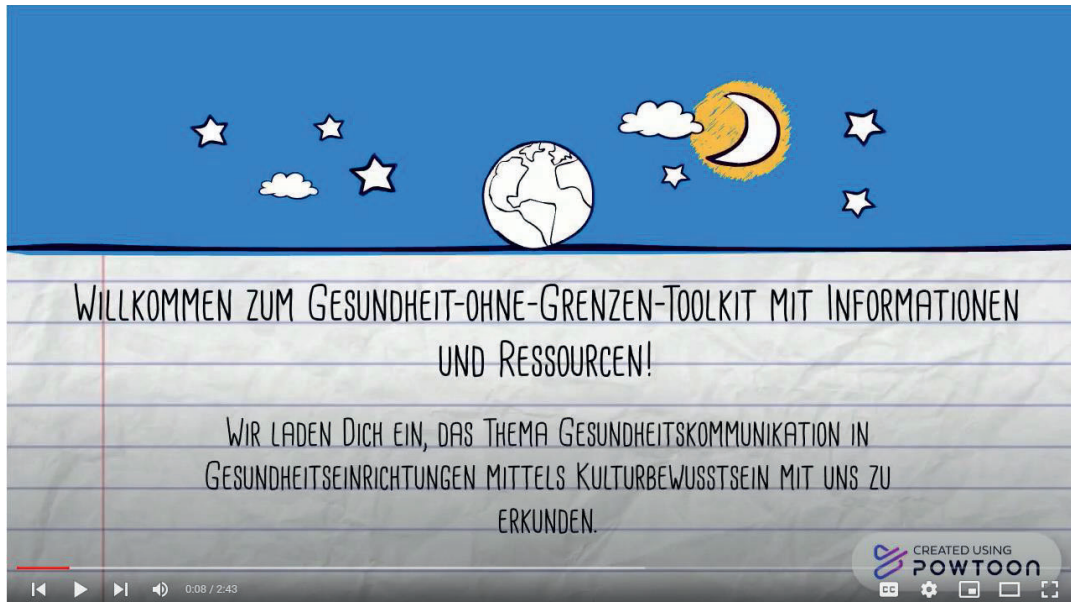 Willkommen zum Gesundheit-ohne-Grenzen-Toolkit mit Informationen
und Ressourcen!
Wir laden Dich ein, das Thema Gesundheitskommunikation in
Gesundheitseinrichtungen mittels Kulturbewusstsein mit uns zu
erkunden.
CREATED USING
POWTOON
0:08 / 2:43
CC